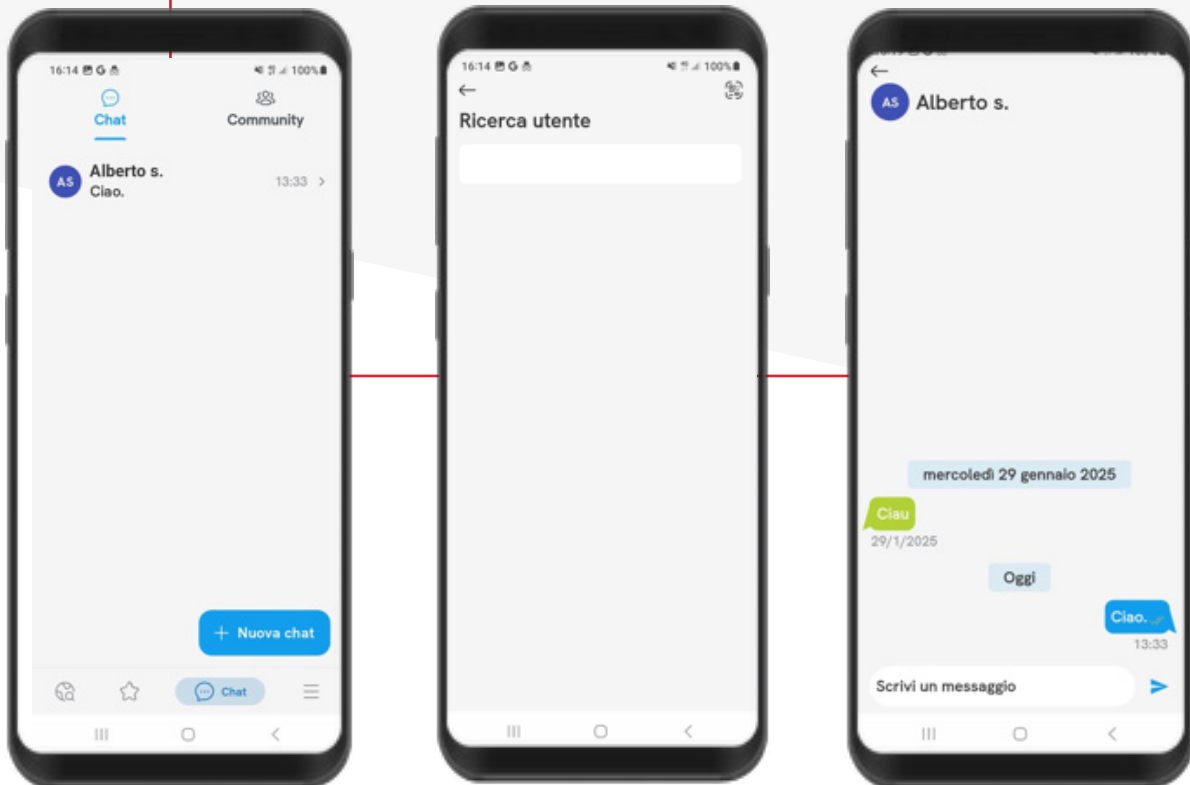 16:14
100%
Chat
Community
AS
Alberto s.
Ciao.
13:33
+ Nuova chat
Chat
16:14
100%
Ricerca utente
AS
Alberto s.
mercoledì 29 gennaio 2025
Ciau
29/1/2025
Oggi
Ciao.
13:33
Scrivi un messaggio